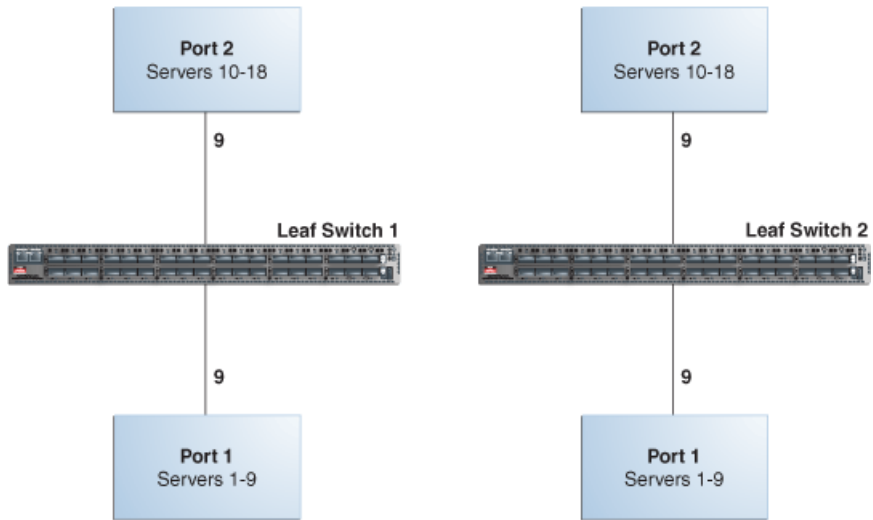 Port 2
Servers 10-18
9
Leaf Switch 1
9
Port 1
Servers 1-9
Port 2
Servers 10-18
9
Leaf Switch 2
9
Port 1
Servers 1-9